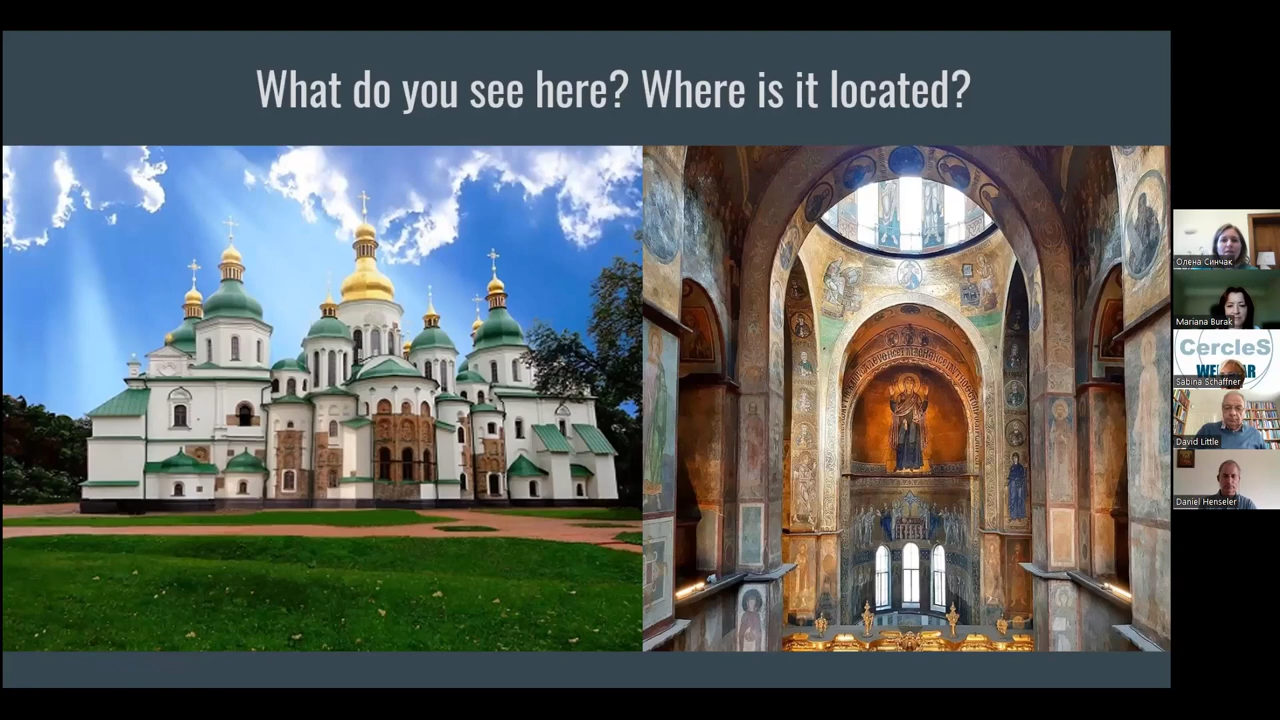 What do you see here? Where is it located?
Олена Синчак
Mariana Burak
CercleS
Sabina Schaffner
David Little
Daniel Henseler